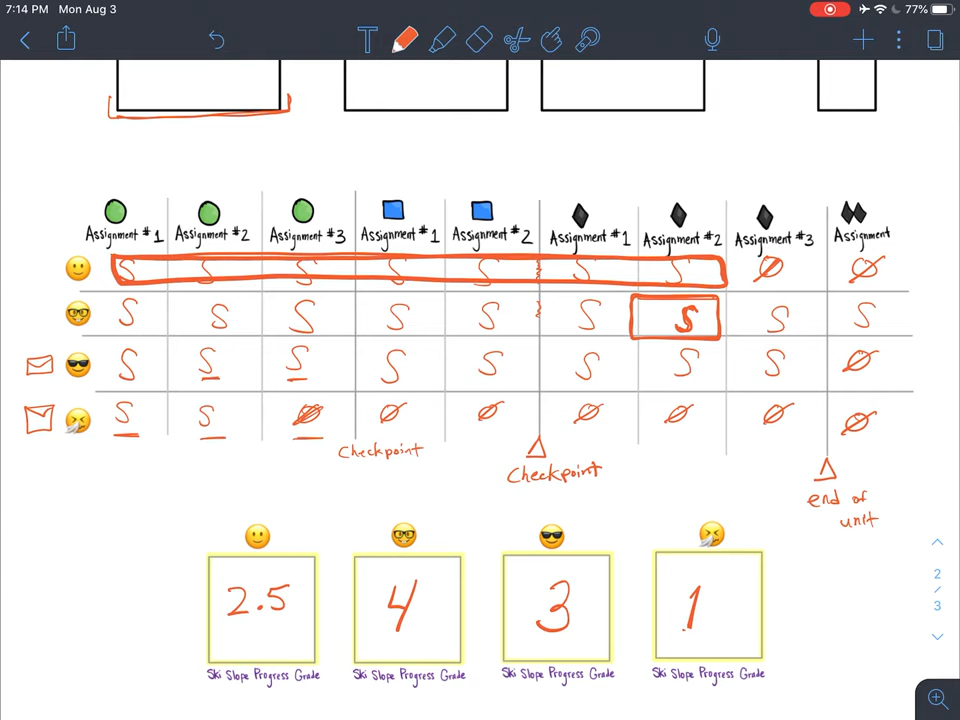 7:14 PM Mon Aug 3
77%
T
Assignment #1 Assignment #2 Assignment #3 Assignment #1 Assignment #2 Assignment #1 Assignment #2 Assignment #3 Assignment
S S S S S S S Ø Ø
S S S S S S S S S
S S S S S S S S Ø
S S Ø Ø Ø Ø Ø Ø Ø
Checkpoint
Checkpoint
end of
unit
2
/
3
2.5 4 3 1
Ski Slope Progress Grade Ski Slope Progress Grade Ski Slope Progress Grade Ski Slope Progress Grade